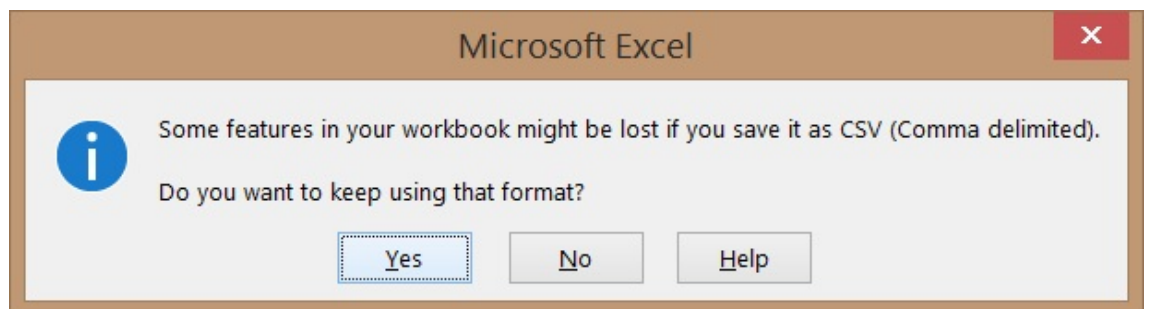 Microsoft Excel
x
Some features in your workbook might be lost if you save it as CSV (Comma delimited).
Do you want to keep using that format?
Yes
No
Help